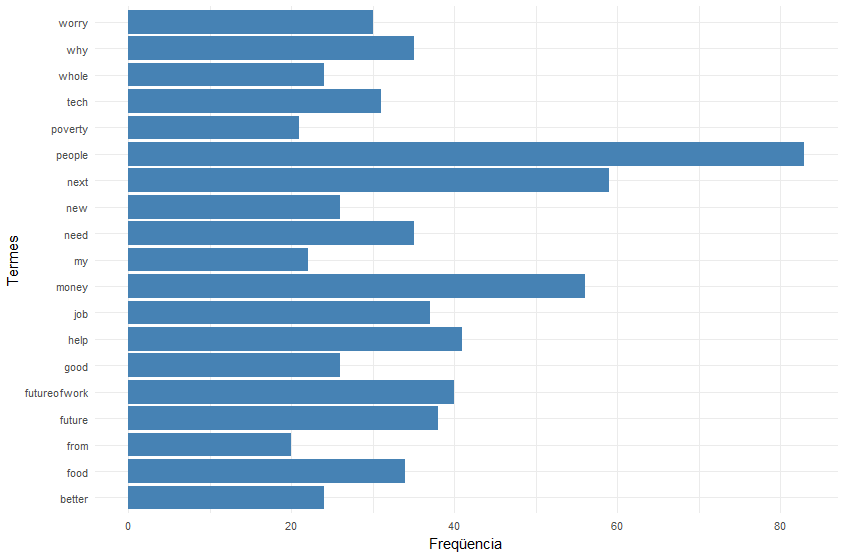 worry
why
whole
tech
poverty
people
next
new
need
my
money
job
help
good
futureofwork
future
from
food
better
Termes
0 20 40 60 80
Freqüencia